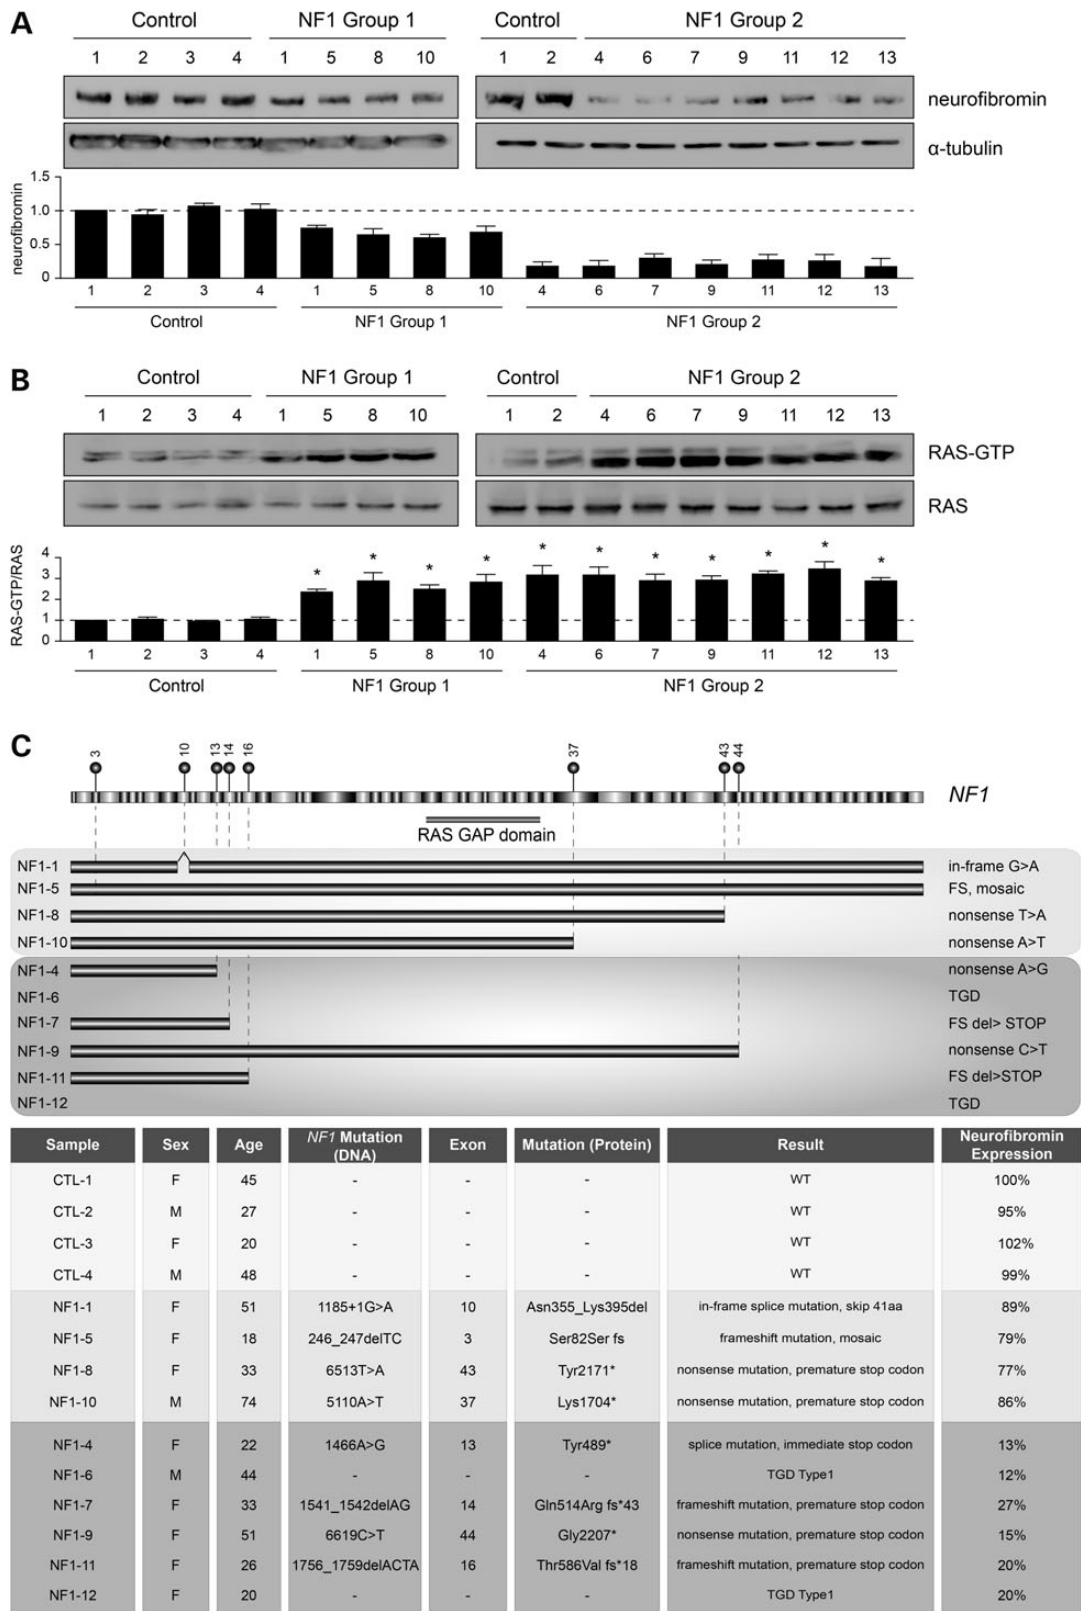 A
Control NF1 Group 1 Control NF1 Group 2
1 2 3 4 1 5 8 10 1 2 4 6 7 9 11 12 13
neurofibromin
α-tubulin
neurofibromin
1.5
1.0
0.5
0
1 2 3 4 1 5 8 10 4 6 7 9 11 12 13
Control NF1 Group 1 NF1 Group 2
B
Control NF1 Group 1 Control NF1 Group 2
1 2 3 4 1 5 8 10 1 2 4 6 7 9 11 12 13
RAS-GTP
RAS
RAS-GTP/RAS
4
3
2
1
0
* * * * * * * * * * *
1 2 3 4 1 5 8 10 4 6 7 9 11 12 13
Control NF1 Group 1 NF1 Group 2
C
3 10 13 14 16 37 43 44
NF1
RAS GAP domain
NF1-1 in-frame G>A
NF1-5 FS, mosaic
NF1-8 nonsense T>A
NF1-10 nonsense A>T
NF1-4 nonsense A>G
NF1-6 TGD
NF1-7 FS del> STOP
NF1-9 nonsense C>T
NF1-11 FS del>STOP
NF1-12 TGD
Sample Sex Age NF1 Mutation (DNA) Exon Mutation (Protein) Result Neurofibromin Expression
CTL-1 F 45 - - - WT 100%
CTL-2 M 27 - - - WT 95%
CTL-3 F 20 - - - WT 102%
CTL-4 M 48 - - - WT 99%
NF1-1 F 51 1185+1G>A 10 Asn355_Lys395del in-frame splice mutation, skip 41aa 89%
NF1-5 F 18 246_247delTC 3 Ser82Ser fs frameshift mutation, mosaic 79%
NF1-8 F 33 6513T>A 43 Tyr2171* nonsense mutation, premature stop codon 77%
NF1-10 M 74 5110A>T 37 Lys1704* nonsense mutation, premature stop codon 86%
NF1-4 F 22 1466A>G 13 Tyr489* splice mutation, immediate stop codon 13%
NF1-6 M 44 - - - TGD Type1 12%
NF1-7 F 33 1541_1542delAG 14 Gln514Arg fs*43 frameshift mutation, premature stop codon 27%
NF1-9 F 51 6619C>T 44 Gly2207* nonsense mutation, premature stop codon 15%
NF1-11 F 26 1756_1759delACTA 16 Thr586Val fs*18 frameshift mutation, premature stop codon 20%
NF1-12 F 20 - - - TGD Type1 20%